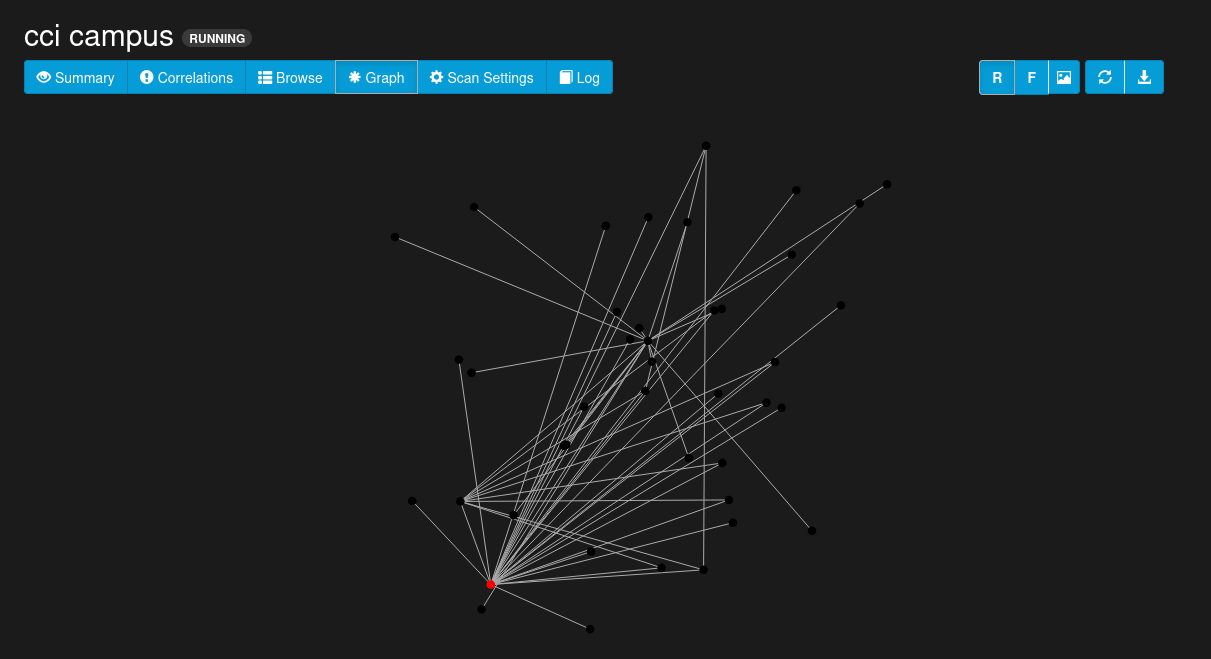 cci campus RUNNING
Summary Correlations Browse Graph Scan Settings Log R F